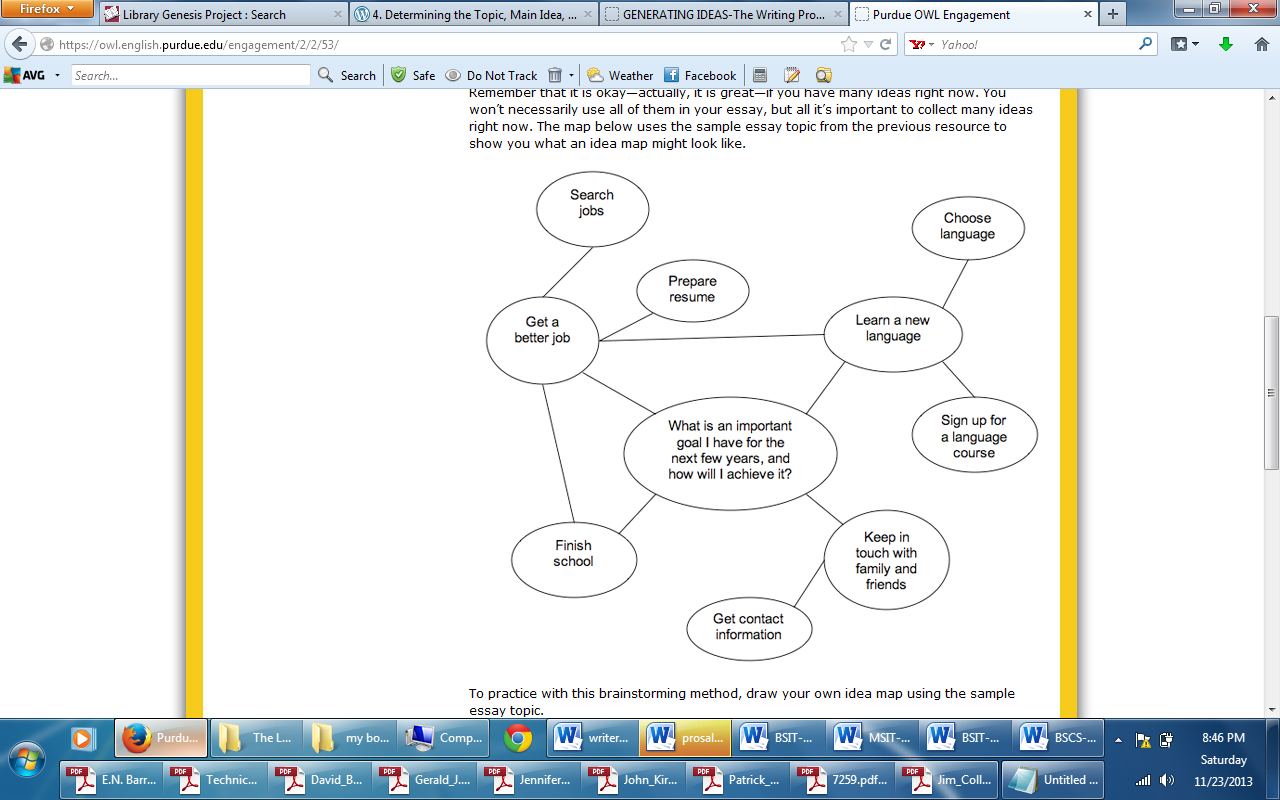 Firefox
Library Genesis Project : Search
4. Determining the Topic, Main Idea, ...
GENERATING IDEAS-The Writing Pro...
Purdue OWL Engagement
https://owl.english.purdue.edu/engagement/2/2/53/
Yahoo!
AVG
Search...
Search
Safe
Do Not Track
Weather
Facebook
Remember that it is okay—actually, it is great—if you have many ideas right now. You
won't necessarily use all of them in your essay, but all it's important to collect many ideas
right now. The map below uses the sample essay topic from the previous resource to
show you what an idea map might look like.
Search
jobs
Choose
language
Prepare
resume
Get a
better job
Learn a new
language
What is an important
goal I have for the
next few years, and
how will I achieve it?
Sign up for
a language
course
Finish
school
Keep in
touch with
family and
friends
Get contact
information
To practice with this brainstorming method, draw your own idea map using the sample
essay topic.
Purdu...
The L...
my bo...
Comp...
writer...
prosal...
BSIT-...
MSIT-...
BSIT-...
BSCS-...
8:46 PM
Saturday
11/23/2013
PDF
E.N. Barr...
PDF
Technic...
PDF
David_B...
PDF
Gerald_J....
PDF
Jennifer...
PDF
John_Kir...
PDF
Patrick_...
PDF
7259.pdf...
PDF
Jim_Coll...
Untitled ...